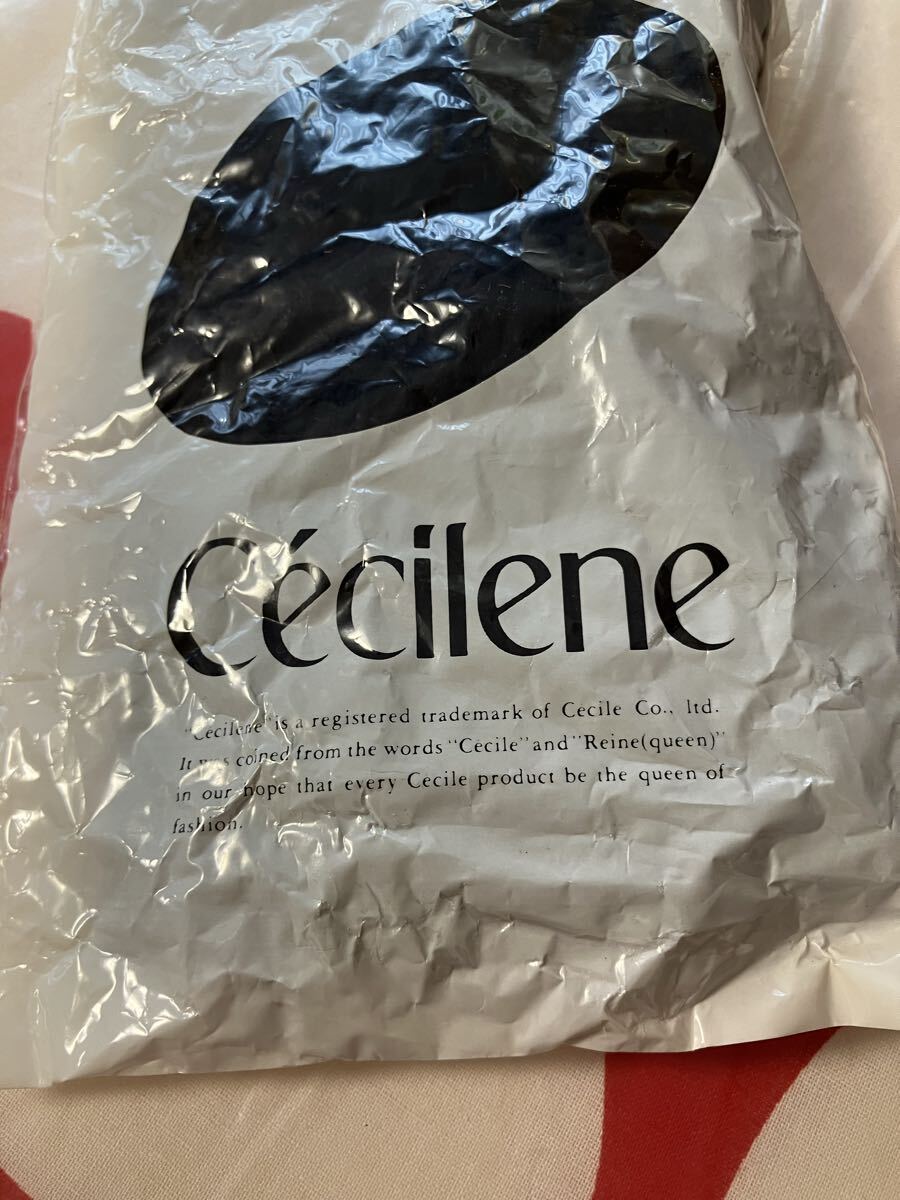 Cécilene
"Cecilene" is a registered trademark of Cecile Co., ltd.
It was coined from the words "Cecile" and "Reine(queen)"
in our hope that every Cecile product be the queen of
fashion.